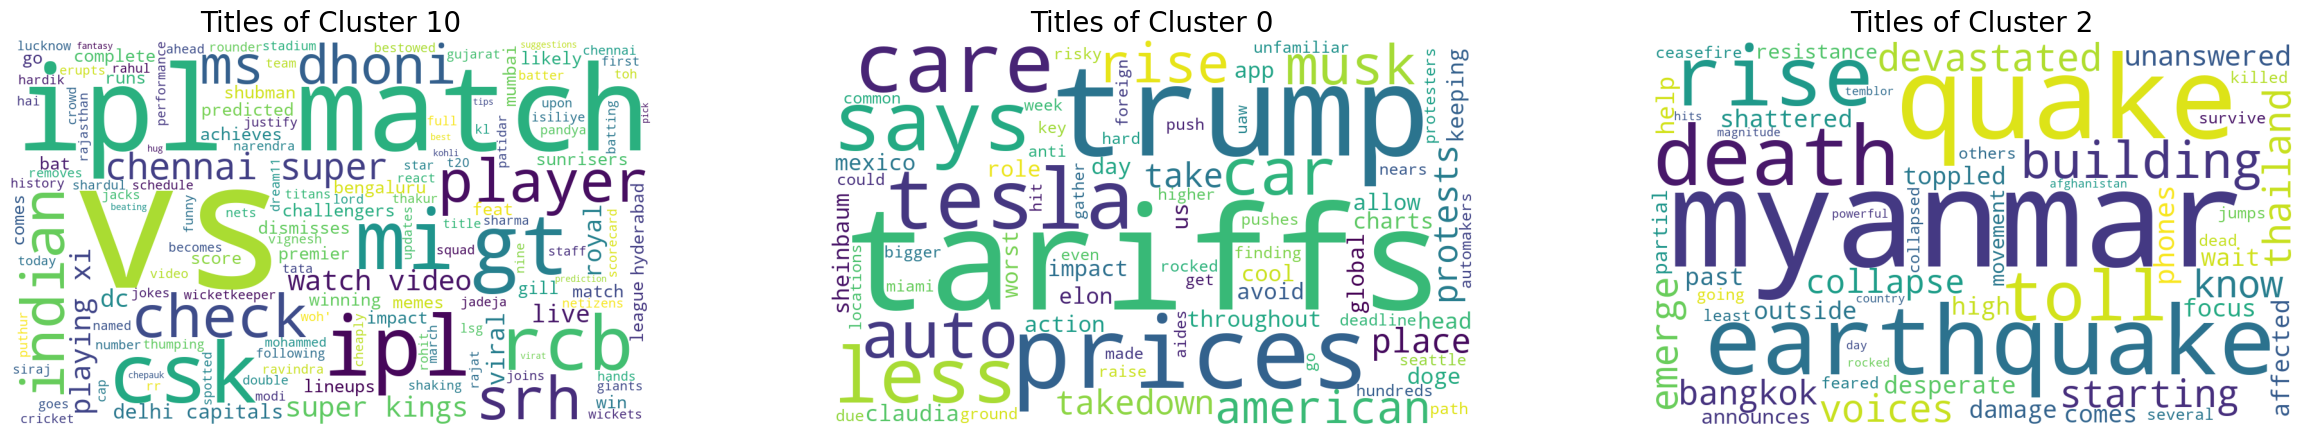 Titles of Cluster 10
lucknow fantasy rounder stadium bestowed suggestions chennai
go complete performance ahead team gujarat likely first
hardik erupts rahul ms dhoni mumbai batter toh
hai runs shubman
ipl match
rajasthan crowd predicted tips upon isiliye batting pick
justify full kl patidar pandya
achieves narendra best
bat hug chennai super kohli star t20 sunrisers
removes react player
history shardul schedule titans dream11 bengaluru
jacks lord thakur
beating funny nets challengers feat title sharma
indian vs dismisses mi gt royal
comes vignesh premier updates squad staff scorecard league hyderabad
today becomes score tata nine prediction
playing xi video watch video
dc jokes wicketkeeper winning memes jadeja gill match netizens
check woh' impact viral lsg live
named
puthur number thumping mohammed ipl cheaply rohit march rajat rcb
siraj cap csk spotted following virat
chepauk ravindra
rr double lineups shaking joins hands
goes modi srh giants
cricket delhi capitals super kings win wickets
Titles of Cluster 0
care risky rise unfamiliar musk protesters keeping
foreign app
common says week trump
key hard push uaw
anti
mexico role day take car nears
could tesla gather higher allow protests
sheinbaum hit us charts automakers
tariffs
pushes finding
bigger even rocked global
locations miami worst impact get cool
elon avoid
auto action throughout deadline head
less prices aides place
made go seattle
raise doge
hundreds
due claudia ground takedown american path
Titles of Cluster 2
ceasefire resistance devastated unanswered
help rise quake killed
temblor
hits shattered survive thailand
magnitude
death others building
toppled afghanistan
partial myanmar
powerful collapsed movement phones jumps
dead
past collapse toll wait
going country know
emerge least outside high focus
earthquake affected
day
rocked
bangkok feared desperate starting
announces voices damage comes several